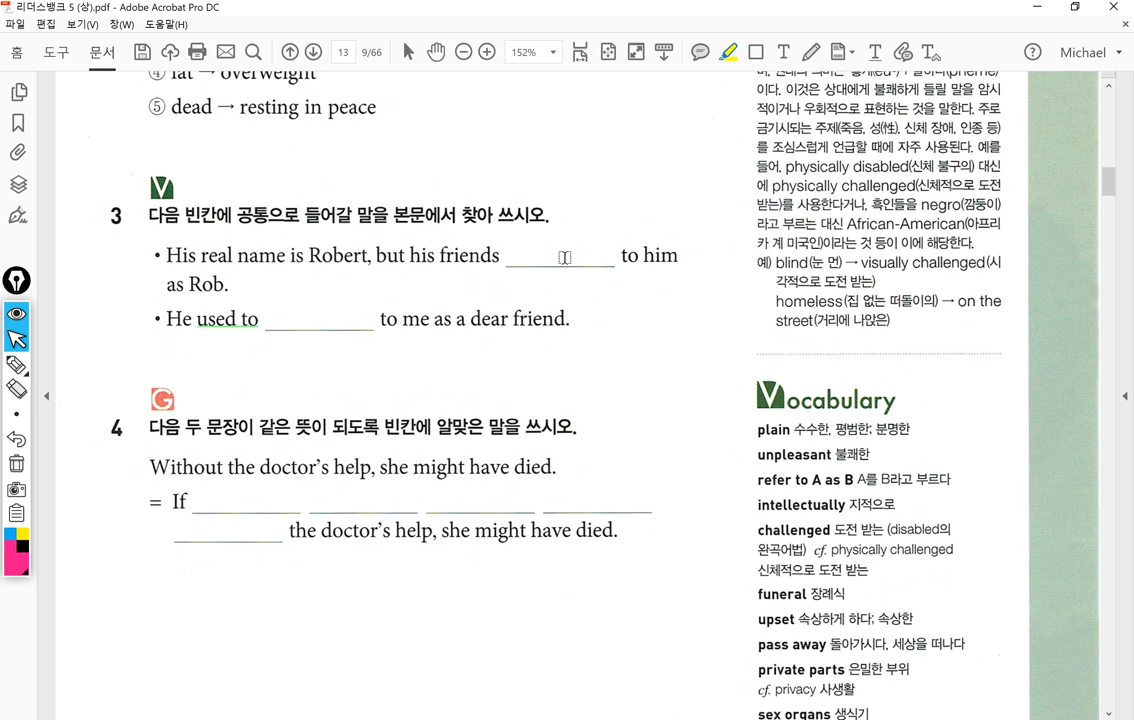 리더스뱅크 5 (상).pdf - Adobe Acrobat Pro DC
파일 편집 보기(V) 창(W) 도움말(H)
홈 도구 문서 13 9/66 152% Michael
④ fat → overweight
⑤ dead → resting in peace
V
3 다음 빈칸에 공통으로 들어갈 말을 본문에서 찾아 쓰시오.
• His real name is Robert, but his friends to him
as Rob.
• He used to to me as a dear friend.
G
4 다음 두 문장이 같은 뜻이 되도록 빈칸에 알맞은 말을 쓰시오.
Without the doctor's help, she might have died.
= If
the doctor's help, she might have died.
이다. 이것은 상대에게 불쾌하게 들릴 말을 암시
적이거나 우회적으로 표현하는 것을 말한다. 주로
금기시되는 주제(죽음, 성(性), 신체 장애, 인종 등)
를 조심스럽게 언급할 때에 자주 사용된다. 예를
들어, physically disabled(신체 불구의) 대신
에 physically challenged(신체적으로 도전
받는)를 사용한다거나, 흑인들을 negro(깜둥이)
라고 부르는 대신 African-American(아프리
카 계 미국인)이라는 것 등이 이에 해당한다.
예) blind(눈 먼) → visually challenged(시
각적으로 도전 받는)
homeless(집 없는 떠돌이의) → on the
street(거리에 나앉은)
Vocabulary
plain 수수한, 평범한; 분명한
unpleasant 불쾌한
refer to A as B A를 B라고 부르다
intellectually 지적으로
challenged 도전 받는 (disabled의
완곡어법) cf. physically challenged
신체적으로 도전 받는
funeral 장례식
upset 속상하게 하다; 속상한
pass away 돌아가시다, 세상을 떠나다
private parts 은밀한 부위
cf. privacy 사생활
sex organs 생식기